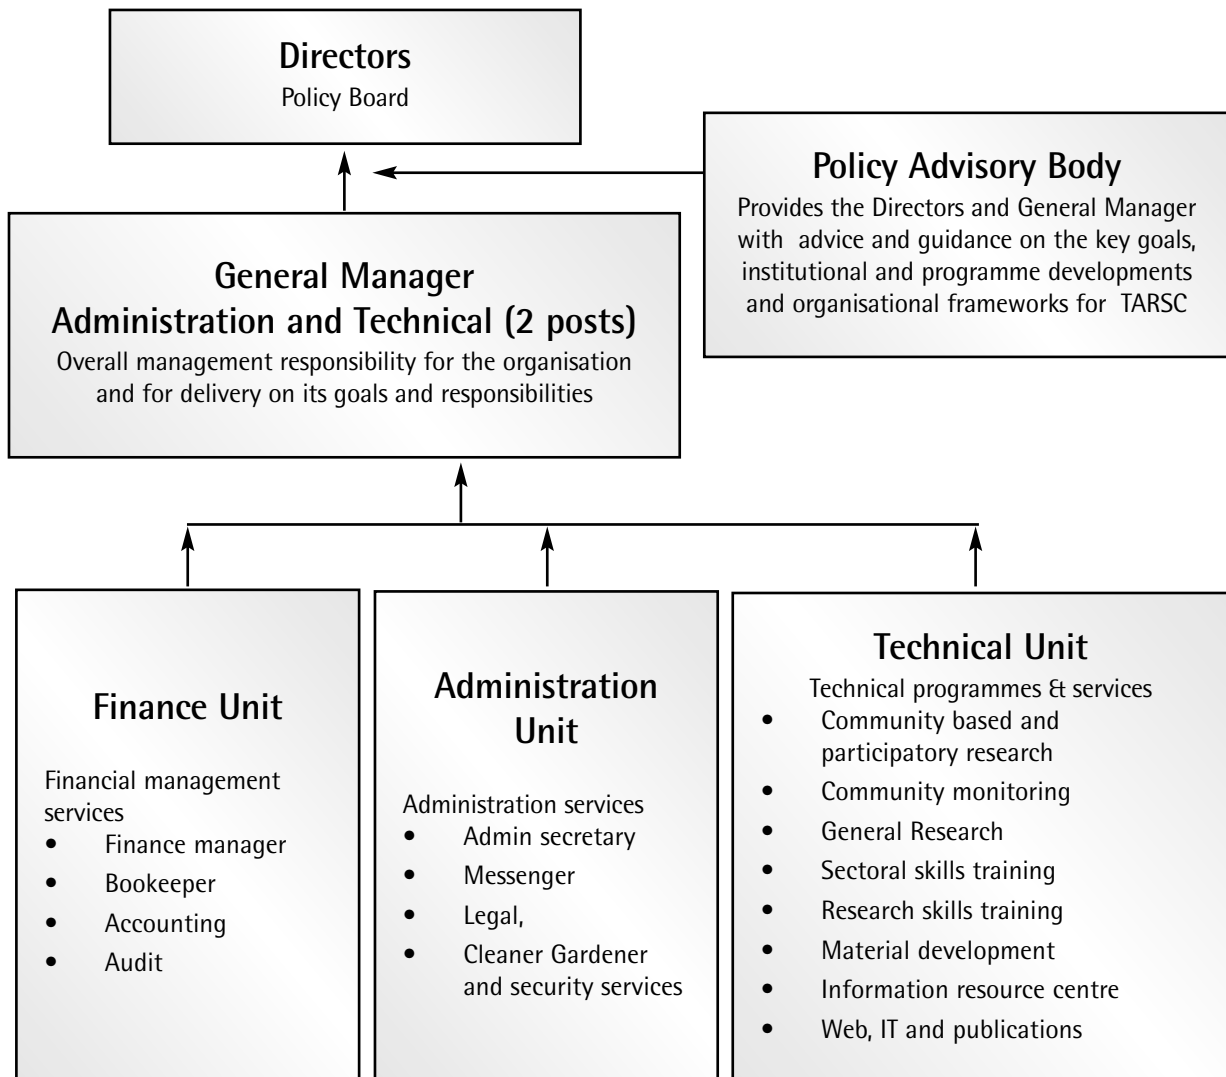 Directors
Policy Board
Policy Advisory Body
Provides the Directors and General Manager
with advice and guidance on the key goals,
institutional and programme developments
and organisational frameworks for TARSC
General Manager
Administration and Technical (2 posts)
Overall management responsibility for the organisation
and for delivery on its goals and responsibilities
Finance Unit
Financial management
services
• Finance manager
• Bookeeper
• Accounting
• Audit
Administration
Unit
Administration services
• Admin secretary
• Messenger
• Legal,
• Cleaner Gardener
and security services
Technical Unit
Technical programmes & services
• Community based and
participatory research
• Community monitoring
• General Research
• Sectoral skills training
• Research skills training
• Material development
• Information resource centre
• Web, IT and publications